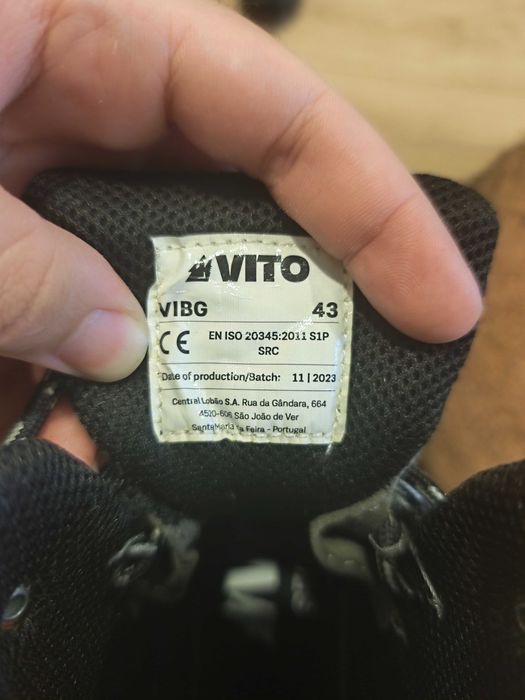 VITO
VIBG 43
CE EN ISO 20345:2011 S1P
SRC
Date of production/Batch: 11 | 2023
Central Lobão S.A. Rua da Gândara, 664
4520-606 São João de Ver
Santa Maria da Feira - Portugal